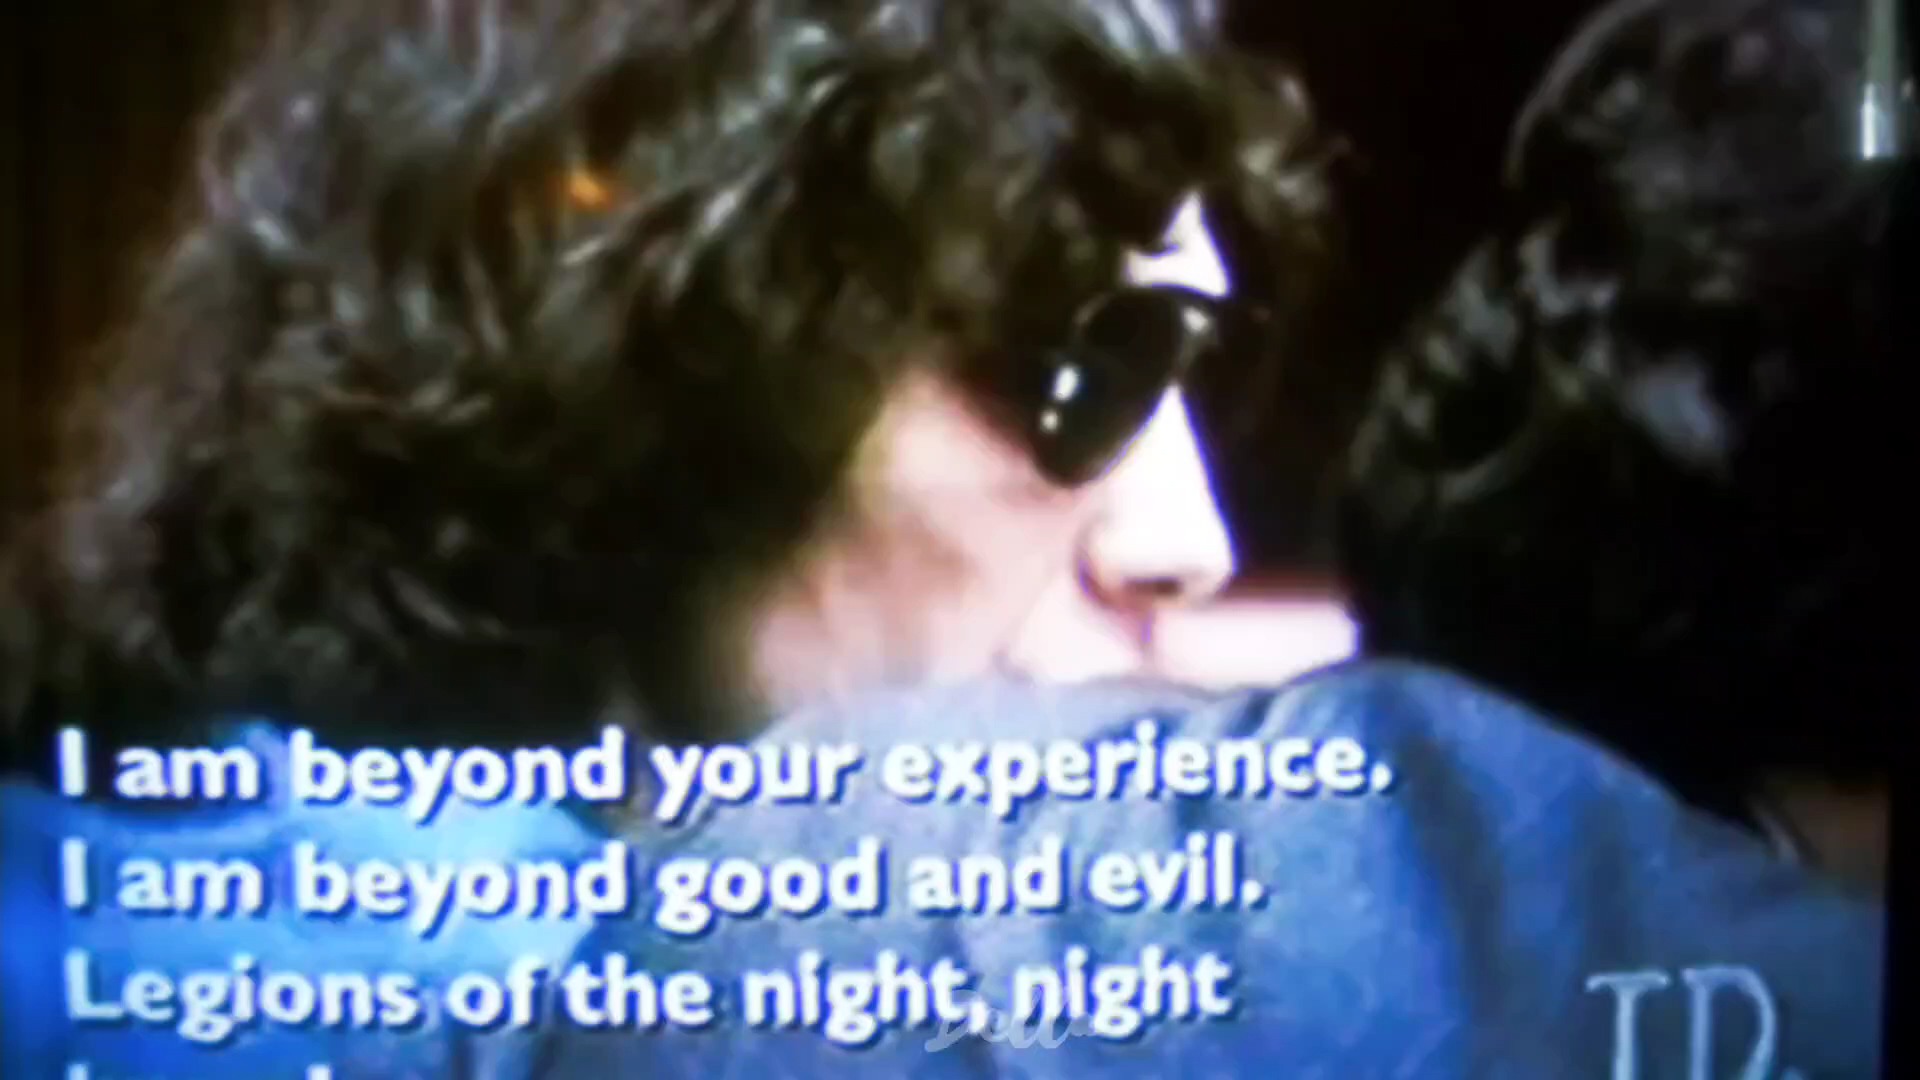 I am beyond your experience.
I am beyond good and evil.
Legions of the night, night
I.D.